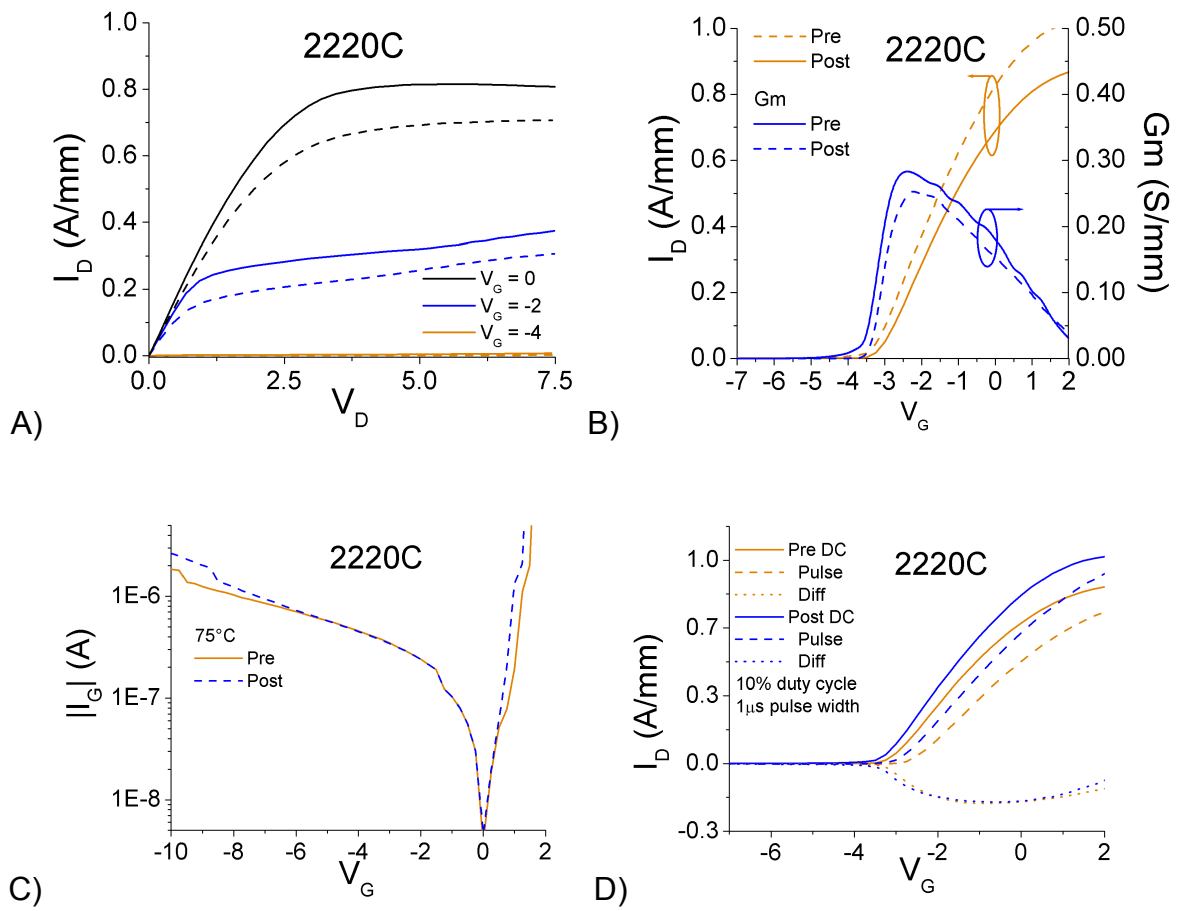 2220C
1.0
0.8
0.6
0.4
0.2
0.0
I_D (A/mm)
V_G = 0
V_G = -2
V_G = -4
0.0 2.5 5.0 7.5
V_D
A)
2220C
1.0
0.8
0.6
0.4
0.2
0.0
I_D (A/mm)
Pre
Post
Gm
Pre
Post
0.50
0.40
0.30
0.20
0.10
0.00
Gm (S/mm)
-7 -6 -5 -4 -3 -2 -1 0 1 2
V_G
B)
2220C
1E-6
1E-7
1E-8
|I_G| (A)
75°C
Pre
Post
-10 -8 -6 -4 -2 0 2
V_G
C)
2220C
1.0
0.7
0.3
0.0
-0.3
I_D (A/mm)
Pre DC
Pulse
Diff
Post DC
Pulse
Diff
10% duty cycle
1μs pulse width
-6 -4 -2 0 2
V_G
D)